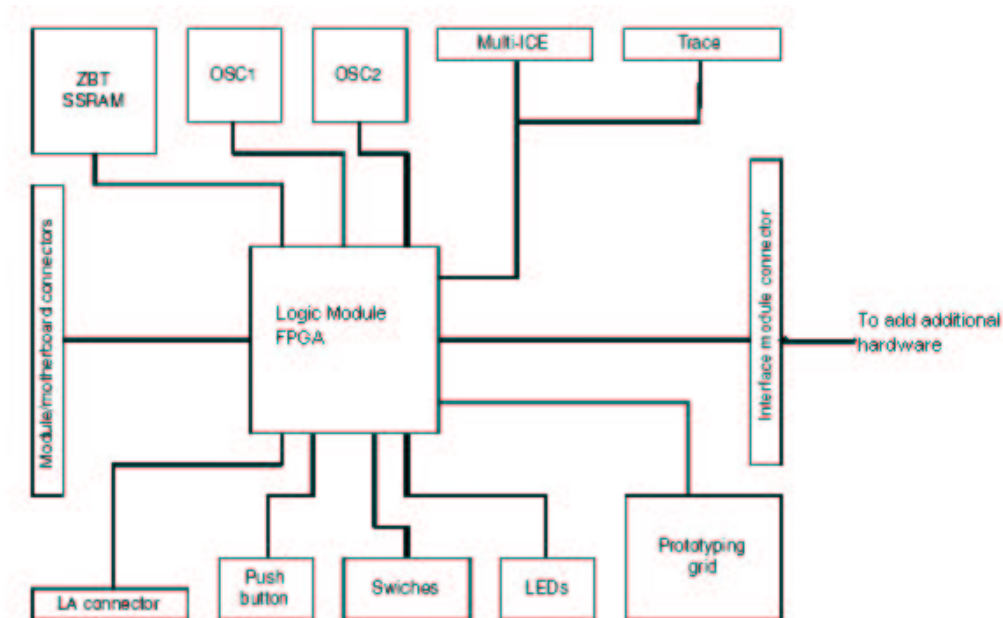 ZBT
SSRAM
OSC1
OSC2
Multi-ICE
Trace
Module/motherboard connectors
Logic Module
FPGA
Interface module connector
To add additional
hardware
LA connector
Push
button
Swiches
LEDs
Prototyping
grid